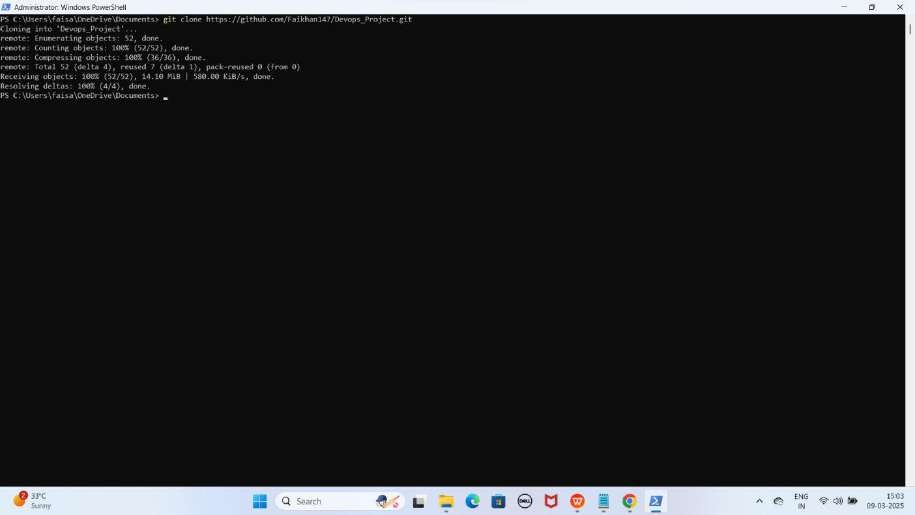 Administrator: Windows PowerShell
PS C:\Users\faisa\OneDrive\Documents> git clone https://github.com/Faikhan147/Devops_Project.git
Cloning into 'Devops_Project'...
remote: Enumerating objects: 52, done.
remote: Counting objects: 100% (52/52), done.
remote: Compressing objects: 100% (36/36), done.
remote: Total 52 (delta 4), reused 7 (delta 1), pack-reused 0 (from 0)
Receiving objects: 100% (52/52), 14.10 MiB | 580.00 KiB/s, done.
Resolving deltas: 100% (4/4), done.
PS C:\Users\faisa\OneDrive\Documents>
2
33°C
Sunny
Search
DELL
ENG
IN
15:03
09-03-2025